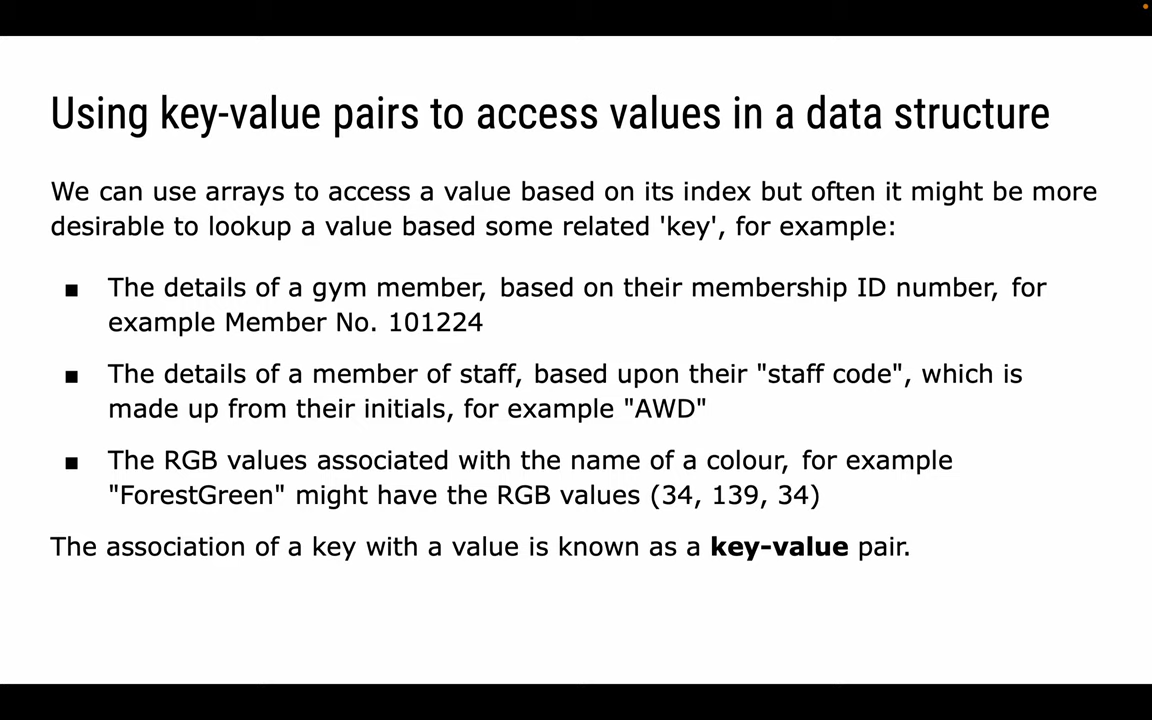 Using key-value pairs to access values in a data structure
We can use arrays to access a value based on its index but often it might be more
desirable to lookup a value based some related 'key', for example:
▪ The details of a gym member, based on their membership ID number, for
example Member No. 101224
▪ The details of a member of staff, based upon their "staff code", which is
made up from their initials, for example "AWD"
▪ The RGB values associated with the name of a colour, for example
"ForestGreen" might have the RGB values (34, 139, 34)
The association of a key with a value is known as a key-value pair.